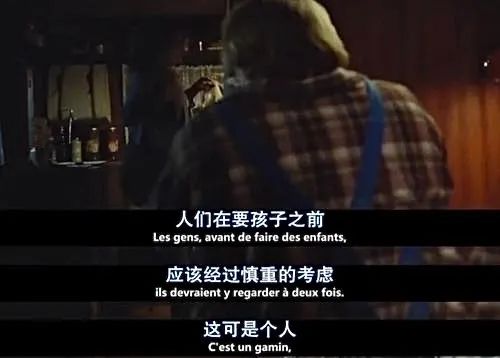 人们在要孩子之前
Les gens, avant de faire des enfants,
应该经过慎重的考虑
ils devraient y regarder à deux fois.
这可是个人
C'est un gamin,